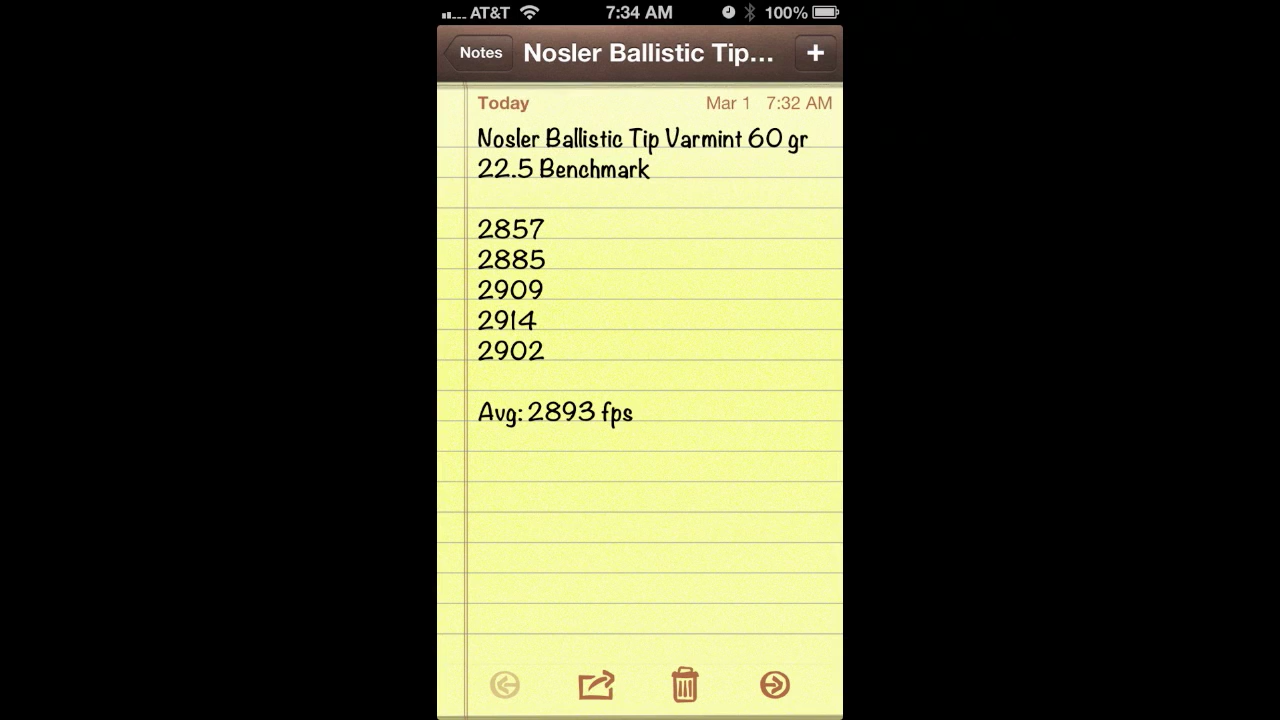 AT&T 7:34 AM 100%
Notes Nosler Ballistic Tip... +
Today Mar 1 7:32 AM
Nosler Ballistic Tip Varmint 60 gr
22.5 Benchmark
2857
2885
2909
2914
2902
Avg: 2893 fps